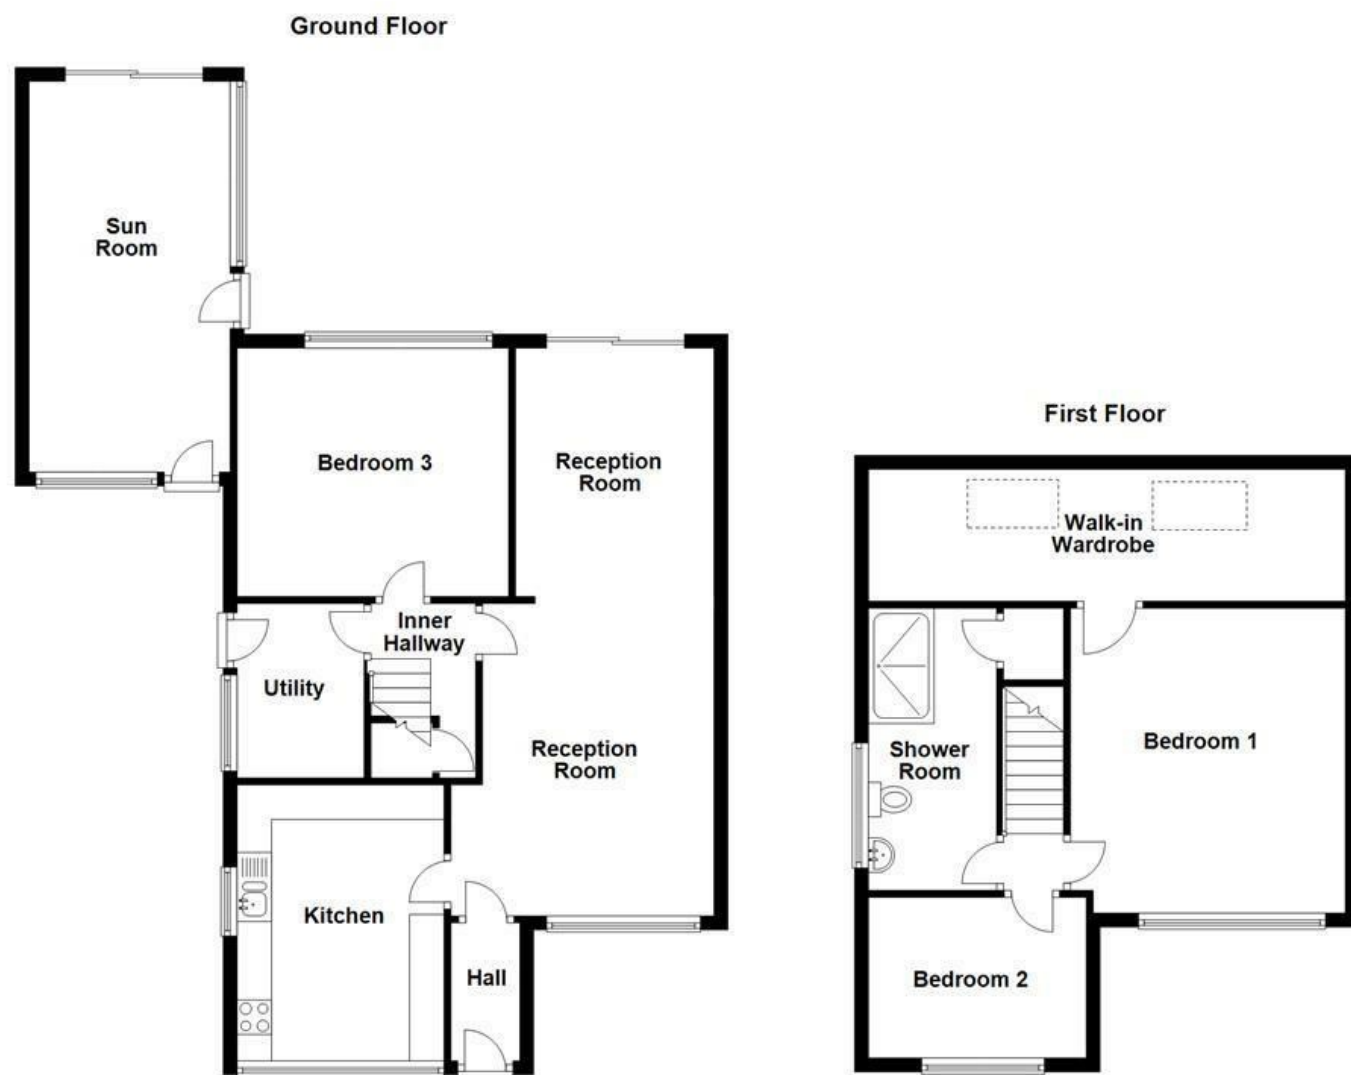 Ground Floor
Sun
Room
Bedroom 3
Reception
Room
Inner
Hallway
Utility
Reception
Room
Kitchen
Hall
First Floor
Walk-in
Wardrobe
Shower
Room
Bedroom 1
Bedroom 2